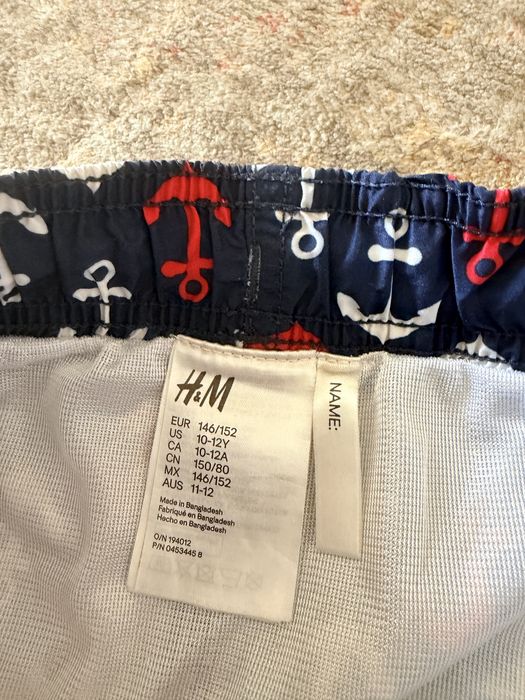 H&M
EUR 146/152
US 10-12Y
CA 10-12A
CN 150/80
MX 146/152
AUS 11-12
Made in Bangladesh
Fabriqué en Bangladesh
Hecho en Bangladesh
O/N 194012
P/N 0453445 8
NAME: